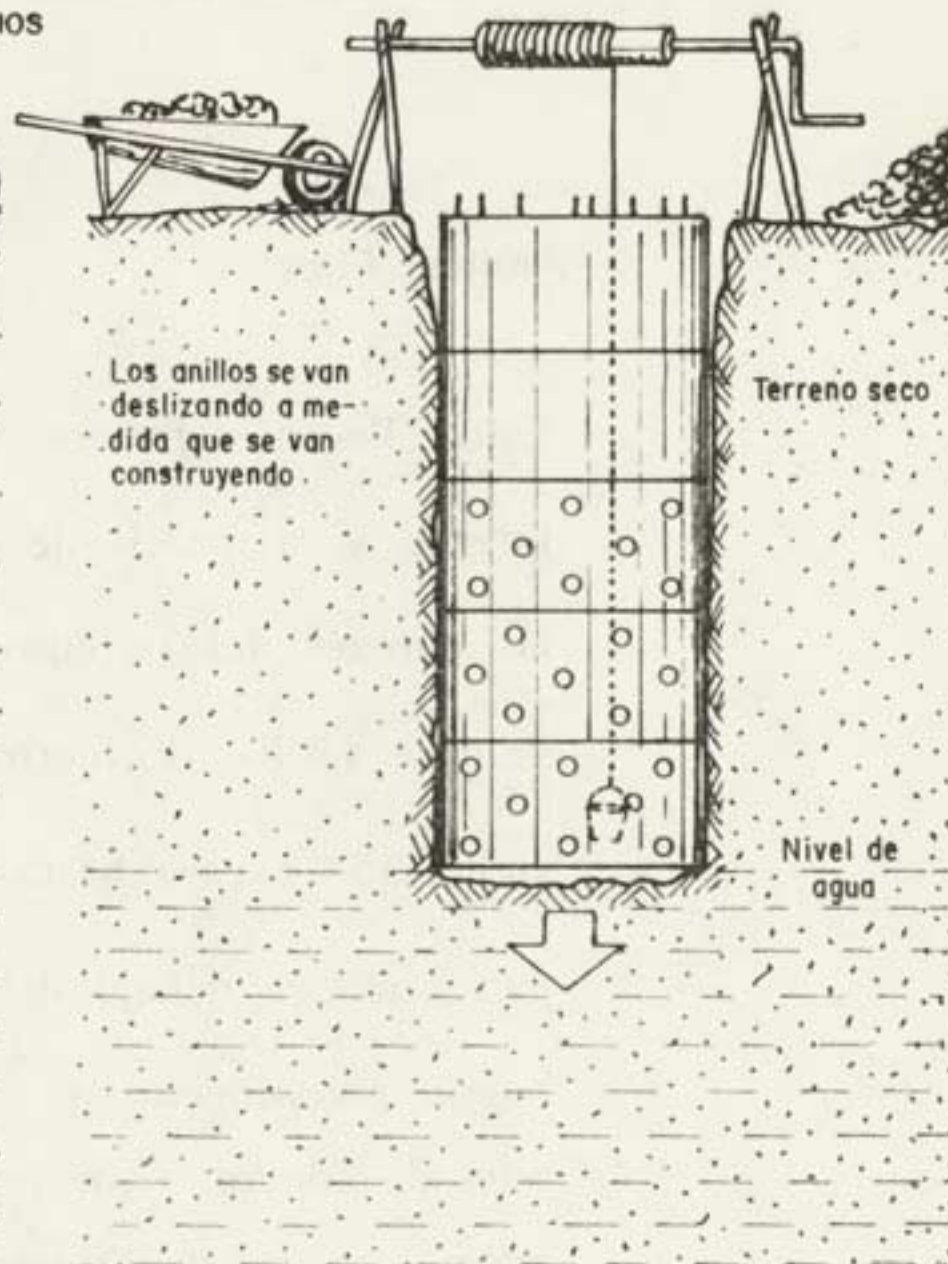 Los anillos se van
deslizando a me-
dida que se van
construyendo
Terreno seco
Nivel de
agua